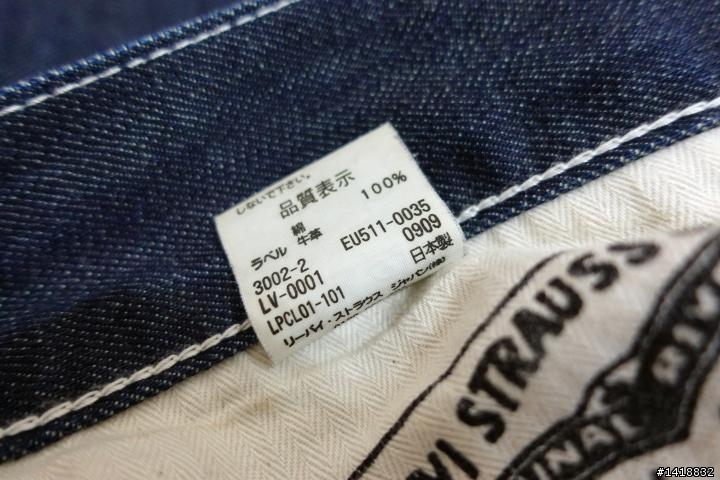 しないで下さい。
品質表示
綿 100%
ラベル 牛革
3002-2 EU511-0035
LV-0001 0909
LPCL01-101 日本製
リーバイ・ストラウス ジャパン(株)
STRAUSS
#1418832